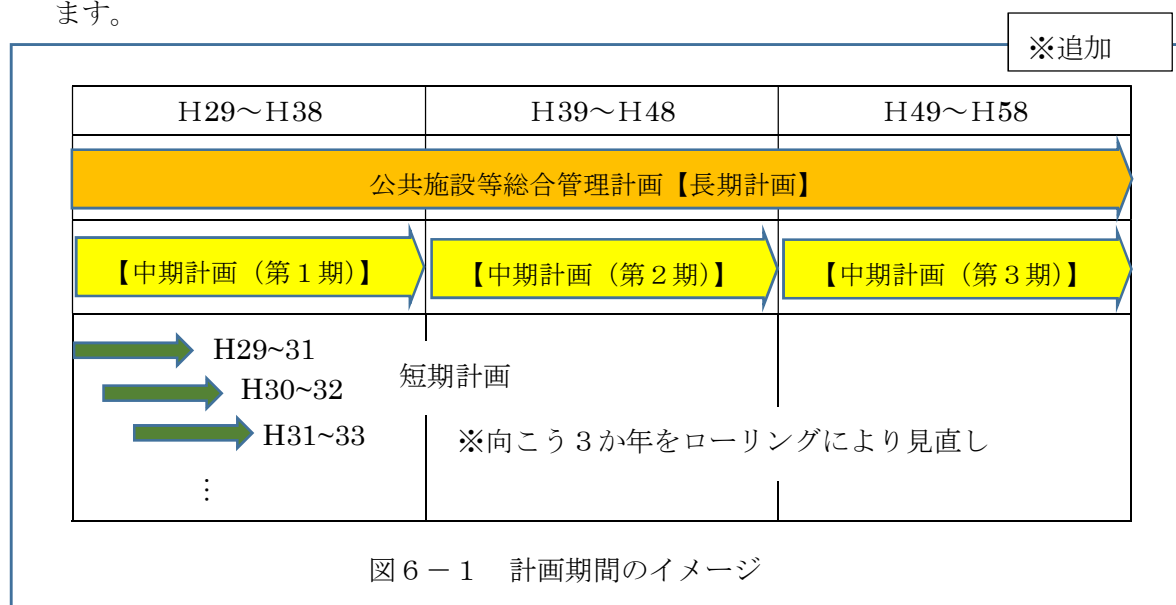 ます。
※追加
H29～H38 H39～H48 H49～H58
公共施設等総合管理計画【長期計画】
【中期計画（第１期）】 【中期計画（第２期）】 【中期計画（第３期）】
H29~31
短期計画
H30~32
H31~33
※向こう３か年をローリングにより見直し
⋮
図６－１ 計画期間のイメージ